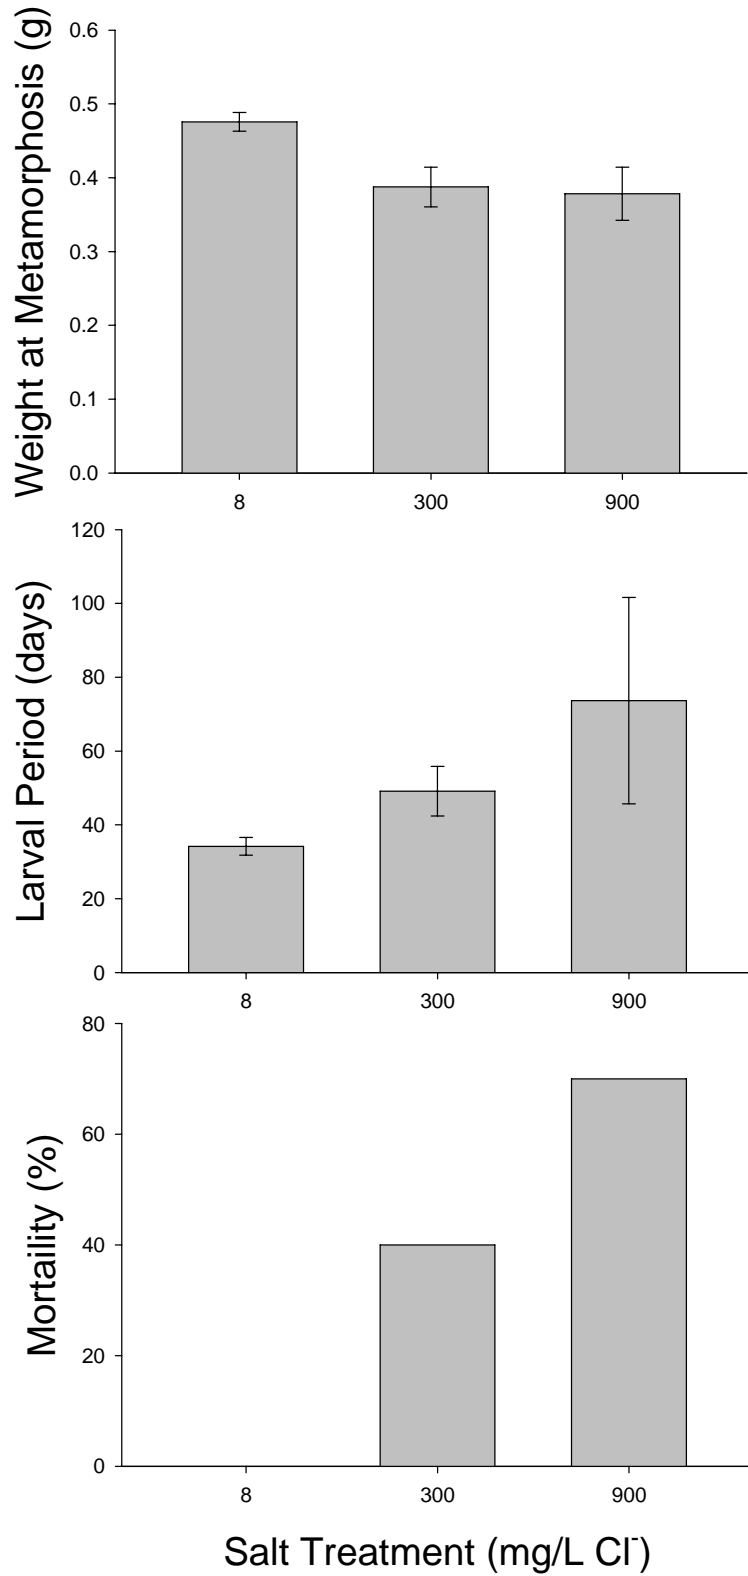 Weight at Metamorphosis (g)
0.6
0.5
0.4
0.3
0.2
0.1
0.0
8 300 900
Larval Period (days)
120
100
80
60
40
20
0
8 300 900
Mortaility (%)
80
60
40
20
0
8 300 900
Salt Treatment (mg/L Cl⁻)